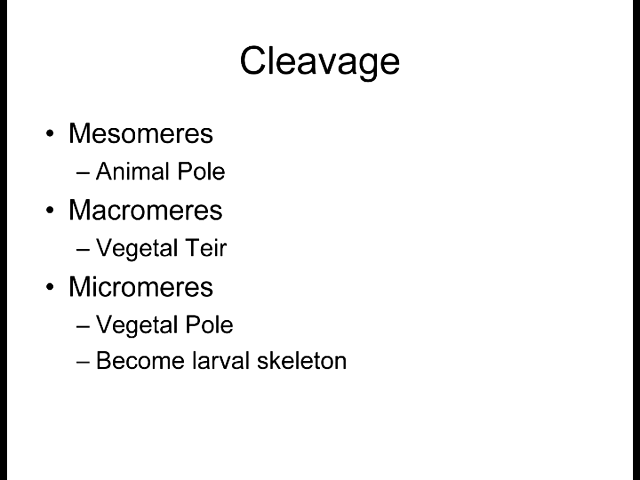 Cleavage
• Mesomeres
– Animal Pole
• Macromeres
– Vegetal Teir
• Micromeres
– Vegetal Pole
– Become larval skeleton